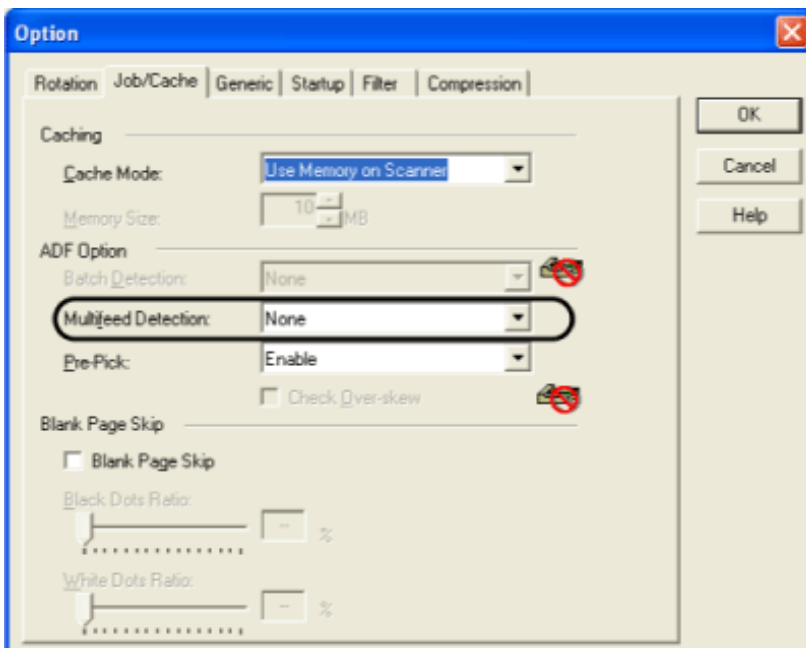 Option
Rotation Job/Cache Generic Startup Filter Compression
OK
Caching
Cache Mode: Use Memory on Scanner
Cancel
Memory Size: 10 MB
Help
ADF Option
Batch Detection: None
Multifeed Detection: None
Pre-Pick: Enable
Check Over-skew
Blank Page Skip
Blank Page Skip
Black Dots Ratio:
-- %
White Dots Ratio:
-- %